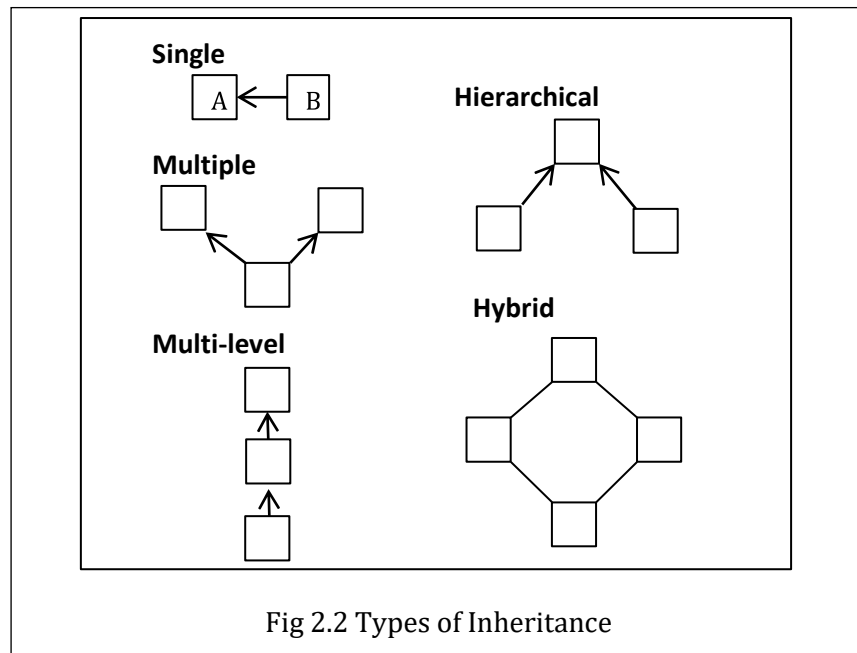 Single
A B
Multiple
Multi-level
Hierarchical
Hybrid
Fig 2.2 Types of Inheritance